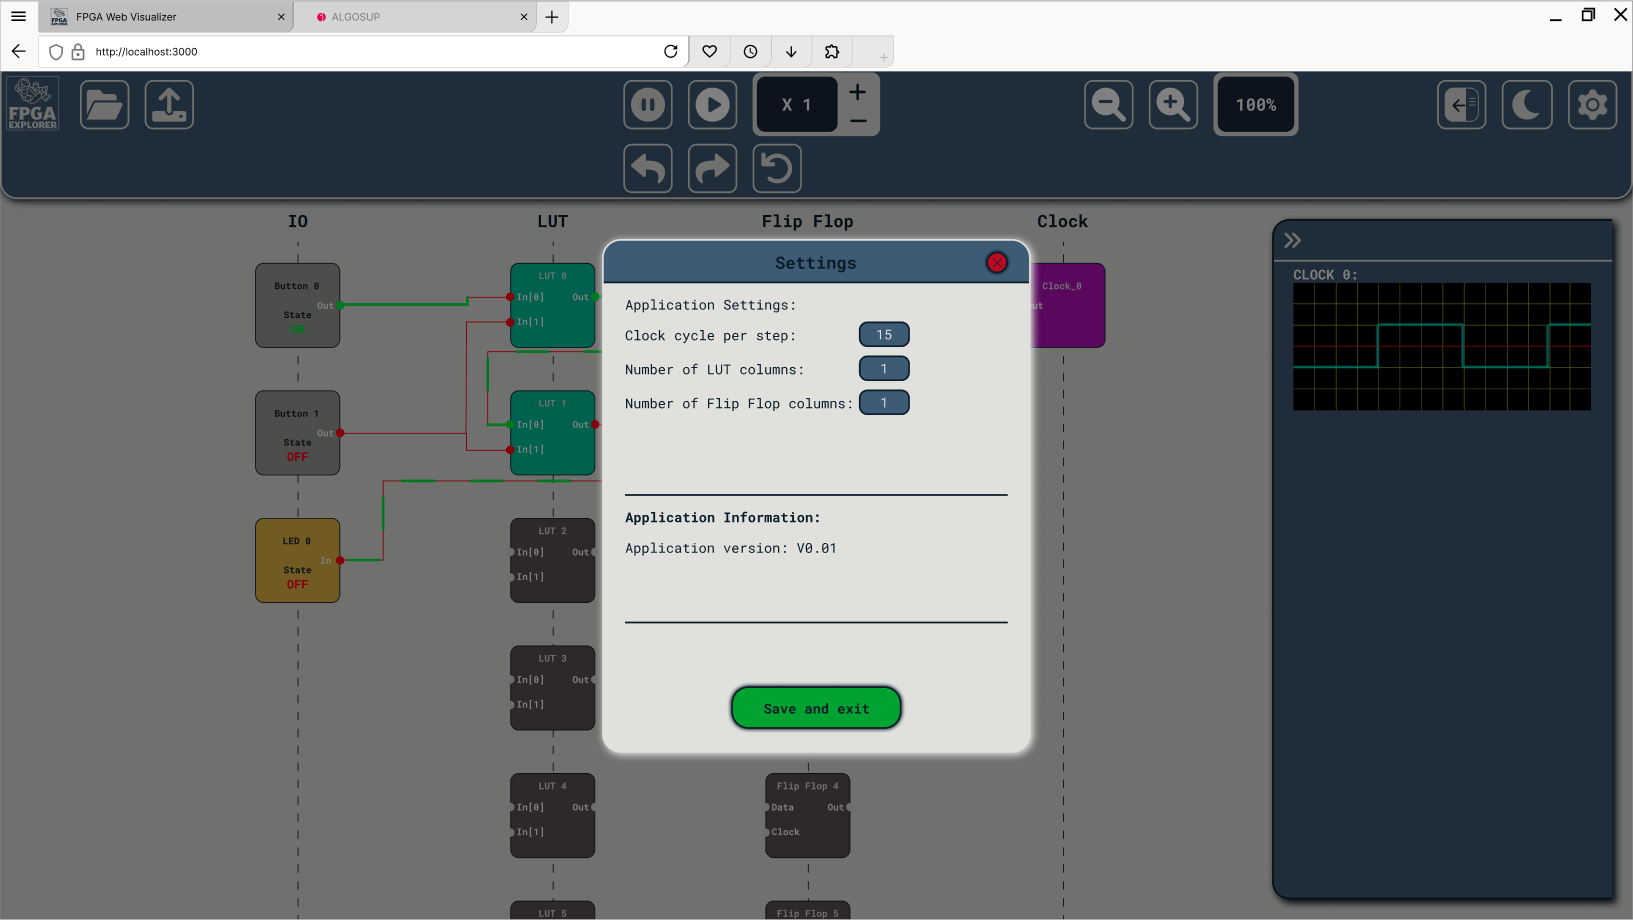 FPGA Web Visualizer
ALGOSUP
http://localhost:3000
FPGA
EXPLORER
X 1
100%
IO
LUT
Flip Flop
Clock
Button 0
Out
State
ON
LUT 0
In[0]
Out
In[1]
Clock_0
ut
Button 1
Out
State
OFF
LUT 1
In[0]
Out
In[1]
LED 0
In
State
OFF
LUT 2
In[0]
Out
In[1]
LUT 3
In[0]
Out
In[1]
LUT 4
In[0]
Out
In[1]
Flip Flop 4
Data
Out
Clock
LUT 5
Flip Flop 5
Settings
Application Settings:
Clock cycle per step: 15
Number of LUT columns: 1
Number of Flip Flop columns: 1
Application Information:
Application version: V0.01
Save and exit
CLOCK 0: